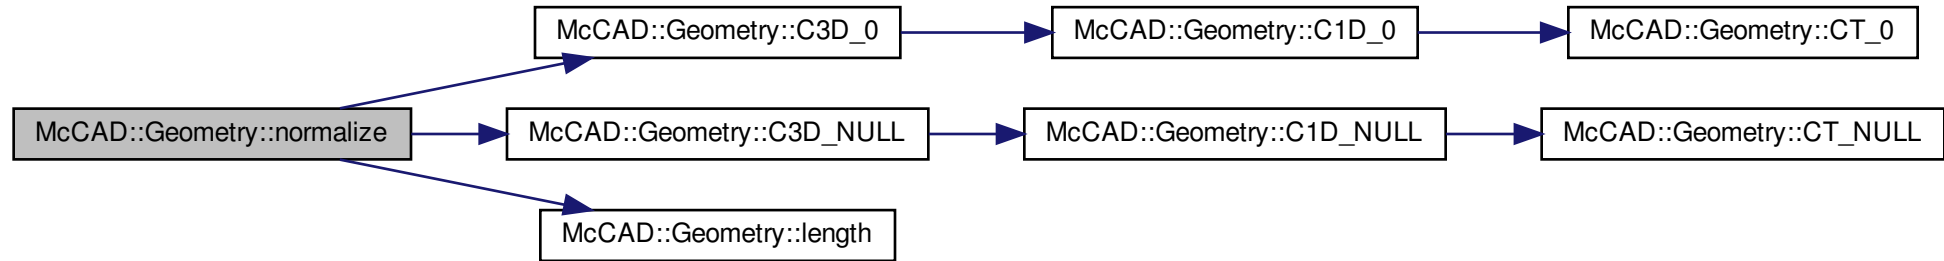 McCAD::Geometry::C3D_0
McCAD::Geometry::C1D_0
McCAD::Geometry::CT_0
McCAD::Geometry::normalize
McCAD::Geometry::C3D_NULL
McCAD::Geometry::C1D_NULL
McCAD::Geometry::CT_NULL
McCAD::Geometry::length